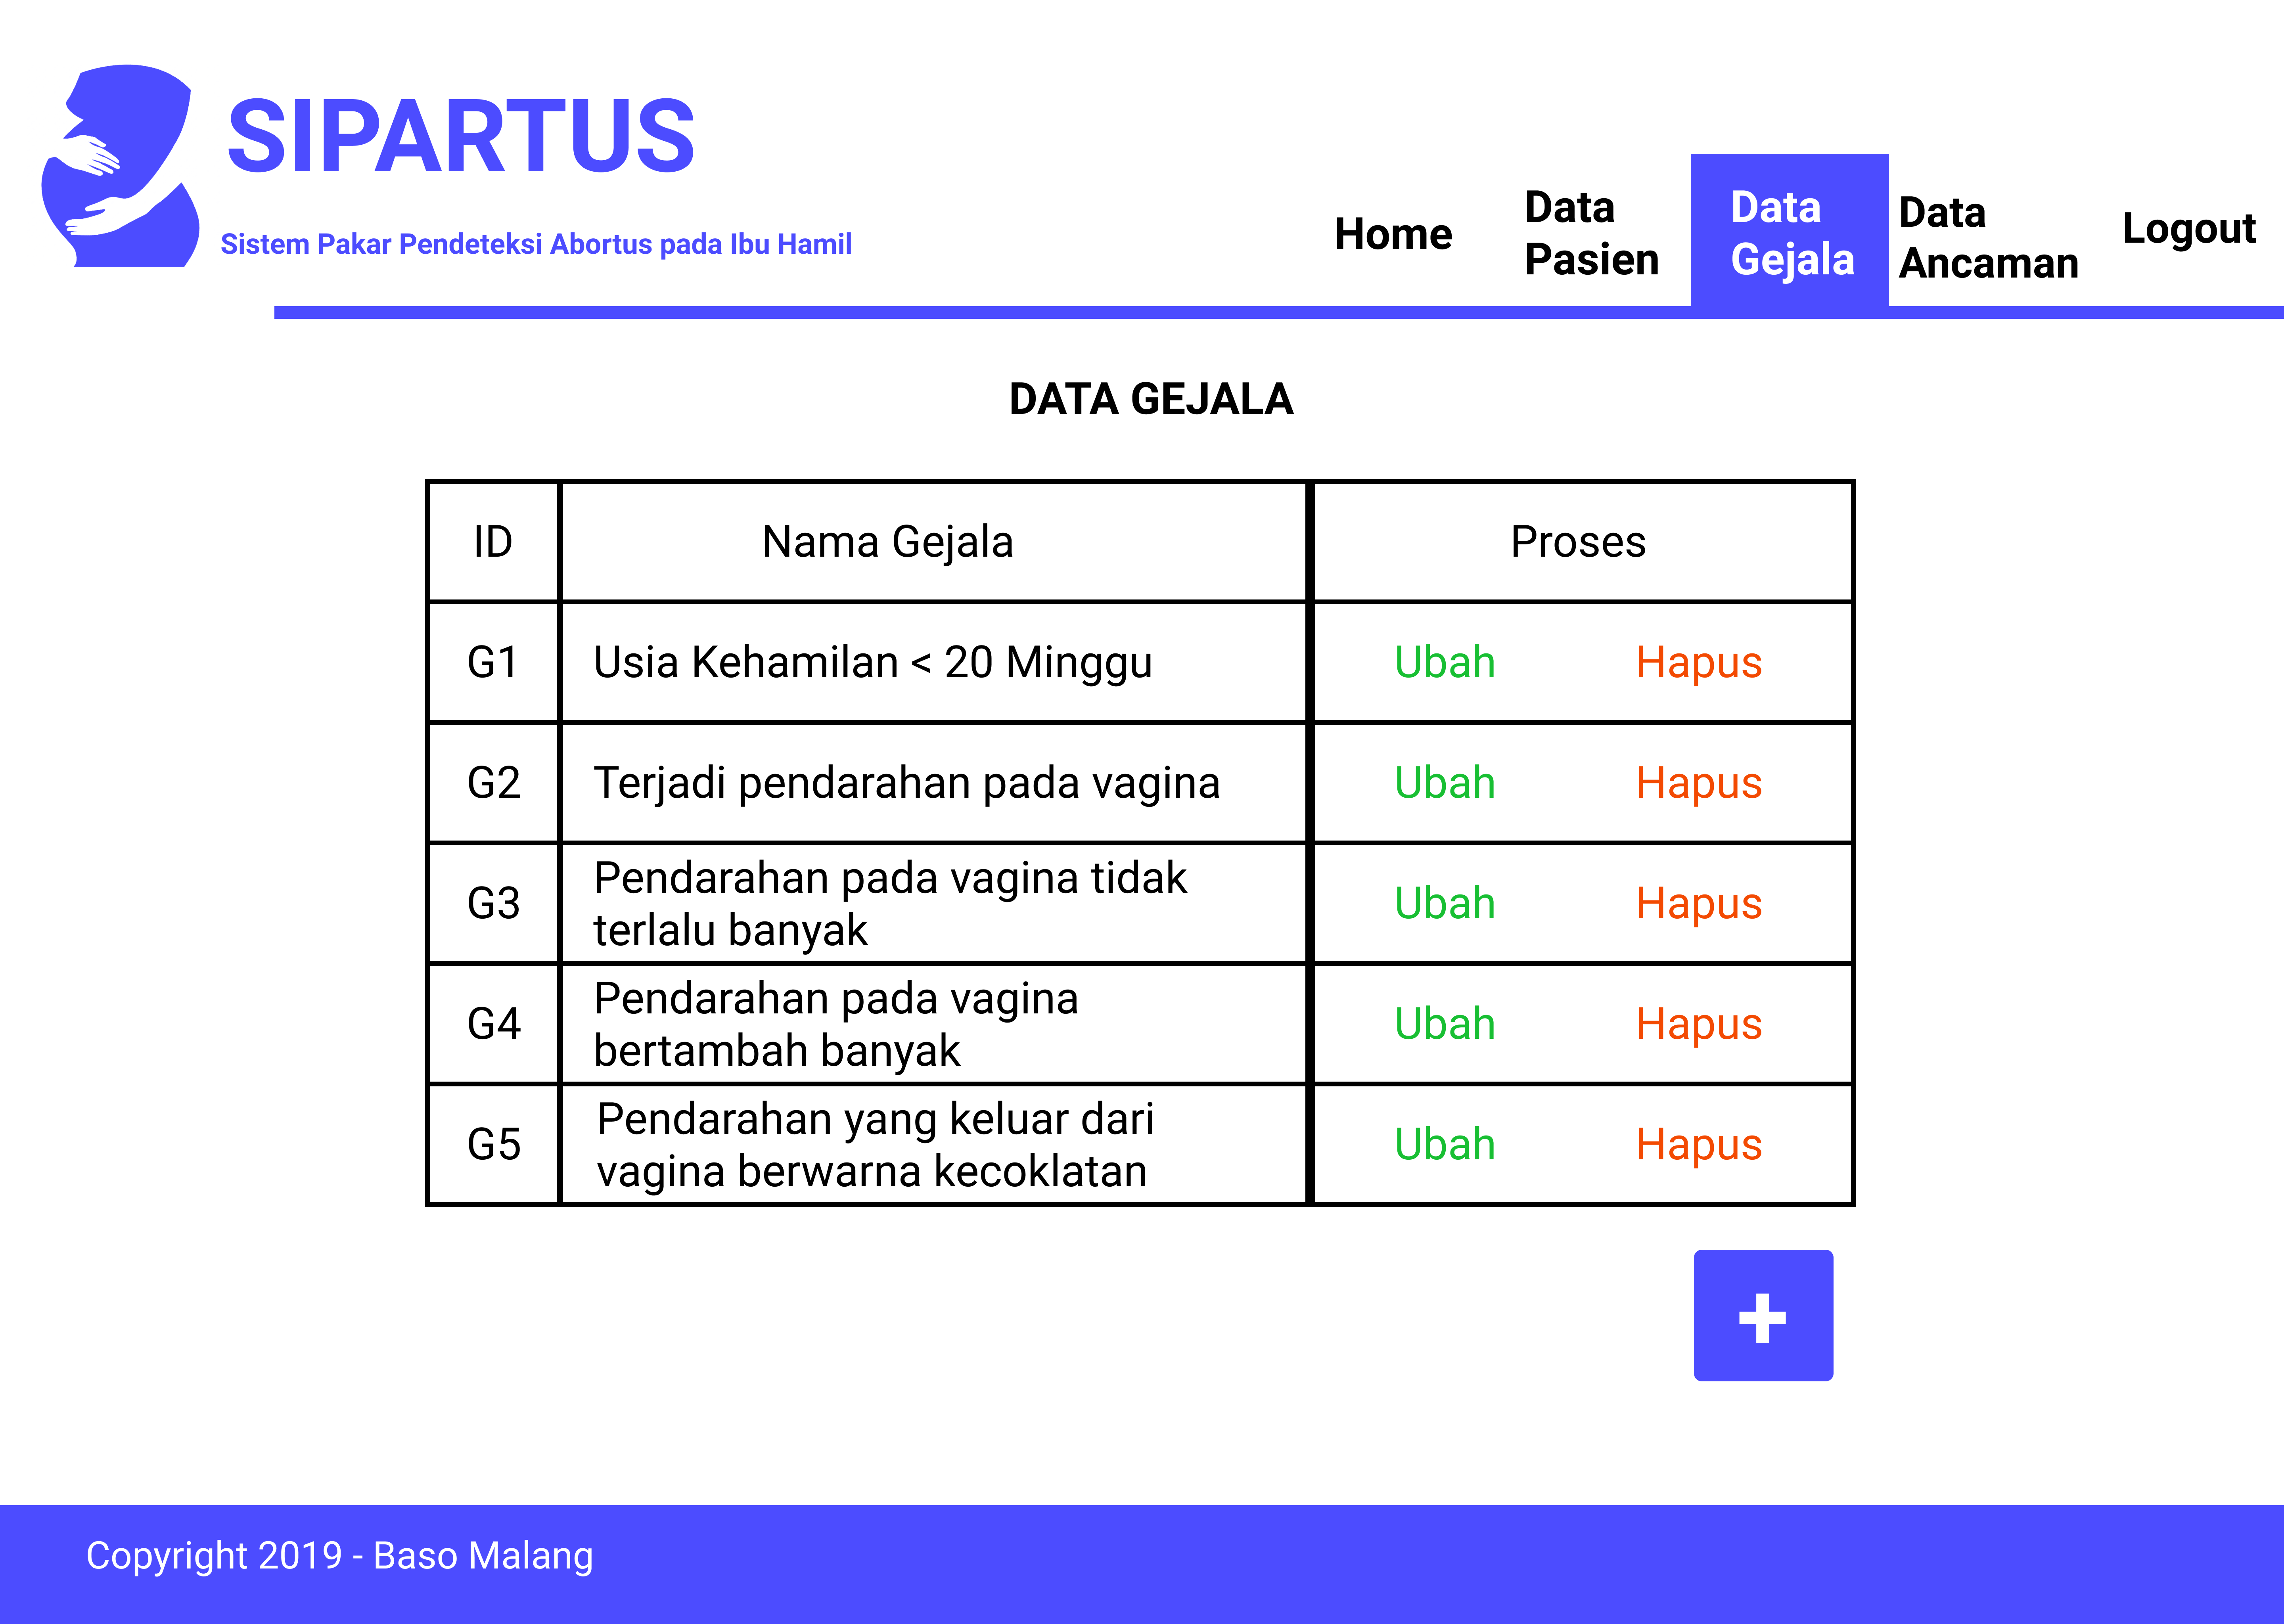 SIPARTUS
Sistem Pakar Pendeteksi Abortus pada Ibu Hamil
Home
Data
Pasien
Data
Gejala
Data
Ancaman
Logout
DATA GEJALA
ID Nama Gejala Proses
G1 Usia Kehamilan < 20 Minggu Ubah Hapus
G2 Terjadi pendarahan pada vagina Ubah Hapus
G3 Pendarahan pada vagina tidak
terlalu banyak Ubah Hapus
G4 Pendarahan pada vagina
bertambah banyak Ubah Hapus
G5 Pendarahan yang keluar dari
vagina berwarna kecoklatan Ubah Hapus
+
Copyright 2019 - Baso Malang